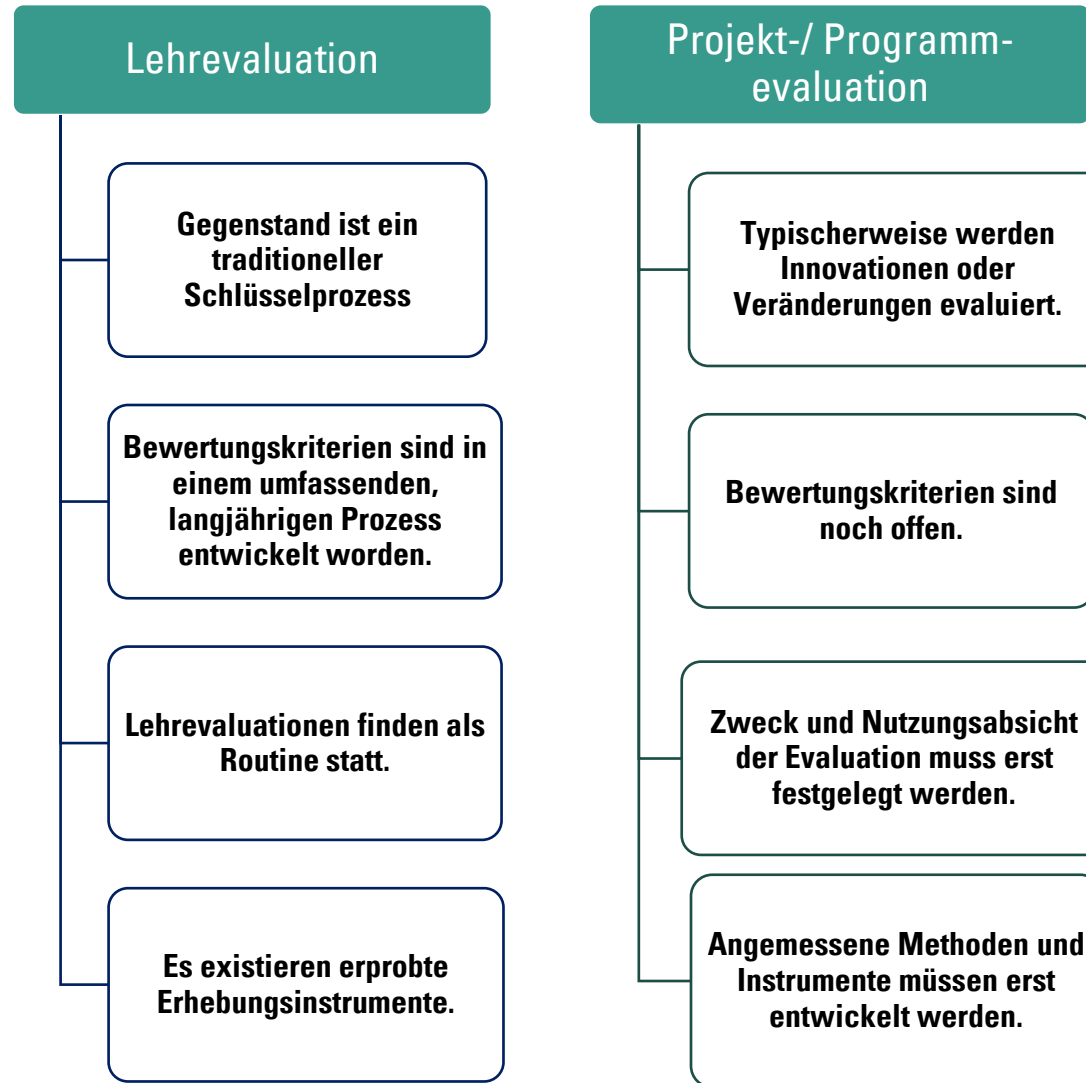 Lehrevaluation
Gegenstand ist ein
traditioneller
Schlüsselprozess
Bewertungskriterien sind in
einem umfassenden,
langjährigen Prozess
entwickelt worden.
Lehrevaluationen finden als
Routine statt.
Es existieren erprobte
Erhebungsinstrumente.
Projekt-/ Programm-
evaluation
Typischerweise werden
Innovationen oder
Veränderungen evaluiert.
Bewertungskriterien sind
noch offen.
Zweck und Nutzungsabsicht
der Evaluation muss erst
festgelegt werden.
Angemessene Methoden und
Instrumente müssen erst
entwickelt werden.